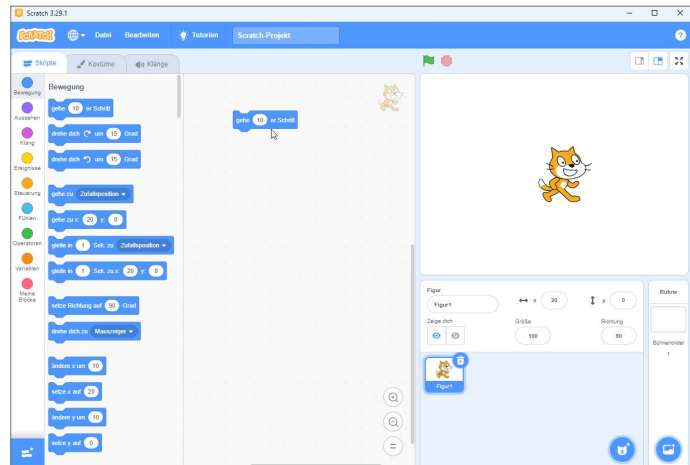 Scratch 3.29.1
SCRATCH Datei Bearbeiten Tutorien Scratch-Projekt
Skripte Kostüme Klänge
Bewegung
Aussehen
Klang
Ereignisse
Steuerung
Fühlen
Operatoren
Variablen
Meine
Blöcke
Bewegung
gehe 10 er Schritt
drehe dich um 15 Grad
drehe dich um 15 Grad
gehe zu Zufallsposition
gehe zu x: 20 y: 0
gleite in 1 Sek. zu Zufallsposition
gleite in 1 Sek. zu x: 20 y: 0
setze Richtung auf 90 Grad
drehe dich zu Mauszeiger
ändere x um 10
setze x auf 20
ändere y um 10
setze y auf 0
gehe 10 er Schritt
Figur
Figur1 x 20 y 0
Zeige dich Größe Richtung
100 90
Figur1
Bühne
Bühnenbilder
1